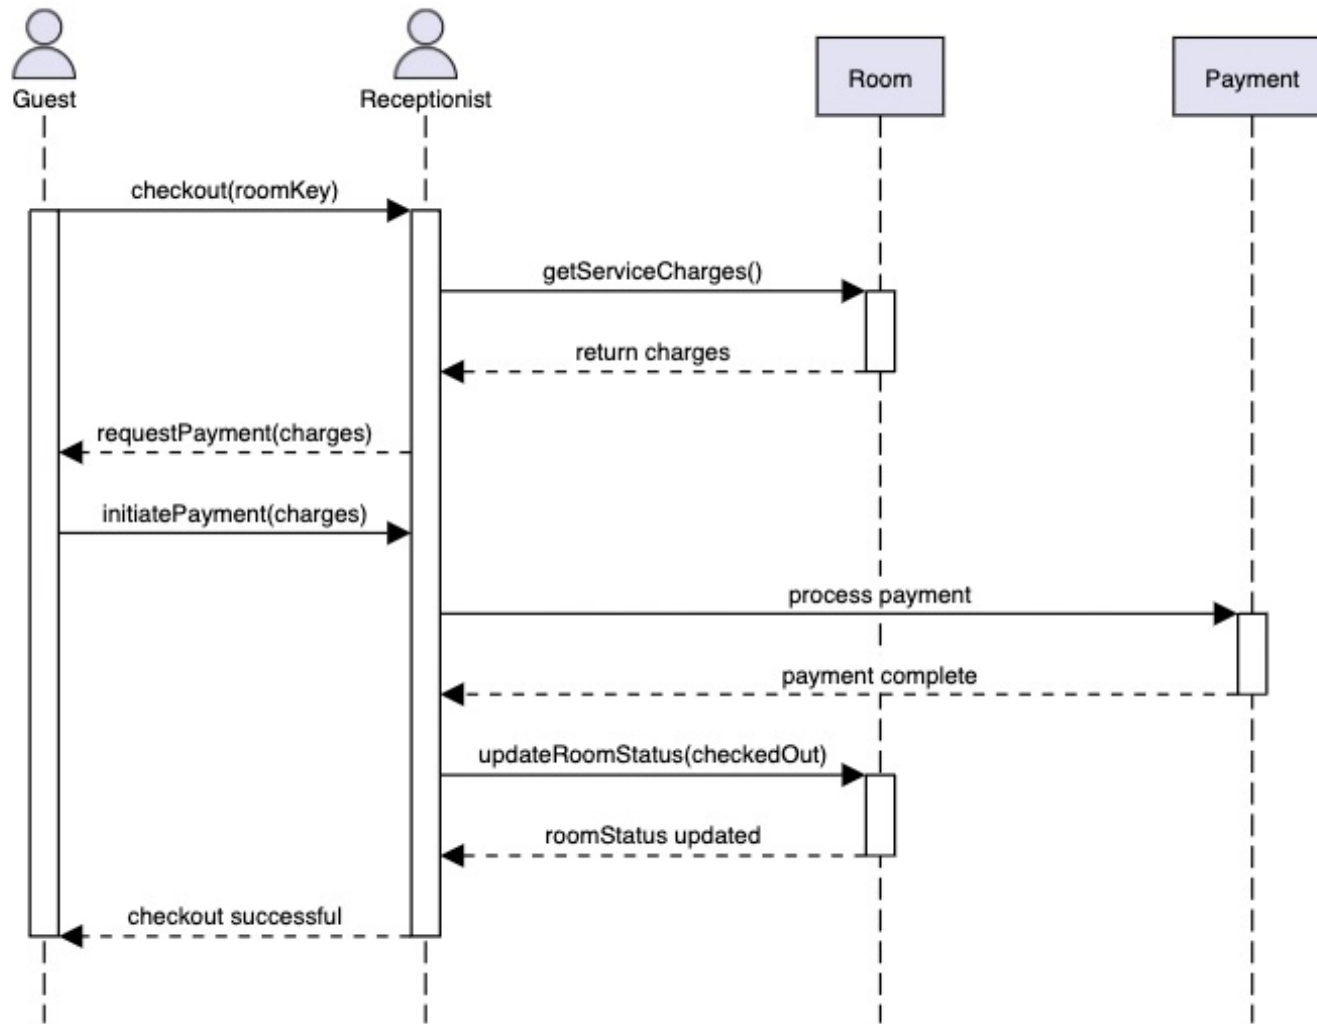 Guest
Receptionist
Room
Payment
checkout(roomKey)
getServiceCharges()
return charges
requestPayment(charges)
initiatePayment(charges)
process payment
payment complete
updateRoomStatus(checkedOut)
roomStatus updated
checkout successful